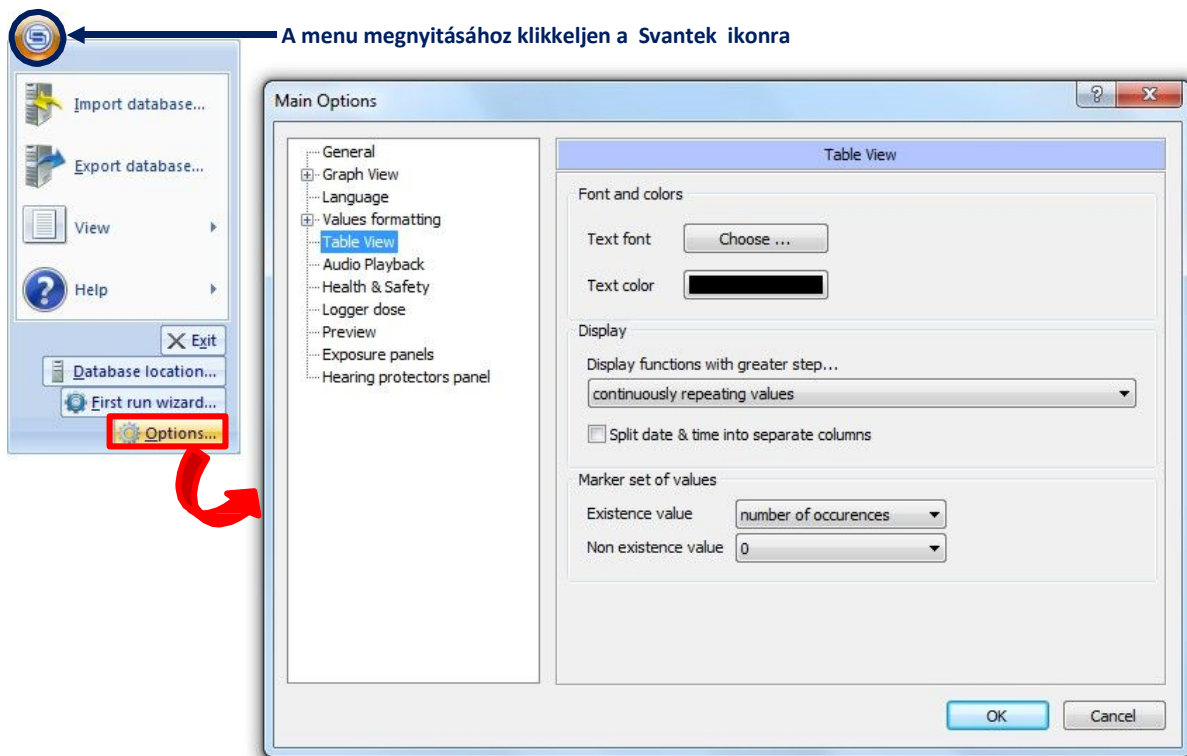 A menu megnyitásához klikkeljen a Svantek ikonra
Import database...
Export database...
View
Help
Exit
Database location...
First run wizard...
Options...
Main Options
General
Graph View
Language
Values formatting
Table View
Audio Playback
Health & Safety
Logger dose
Preview
Exposure panels
Hearing protectors panel
Table View
Font and colors
Text font Choose ...
Text color
Display
Display functions with greater step...
continuously repeating values
Split date & time into separate columns
Marker set of values
Existence value number of occurences
Non existence value 0
OK Cancel